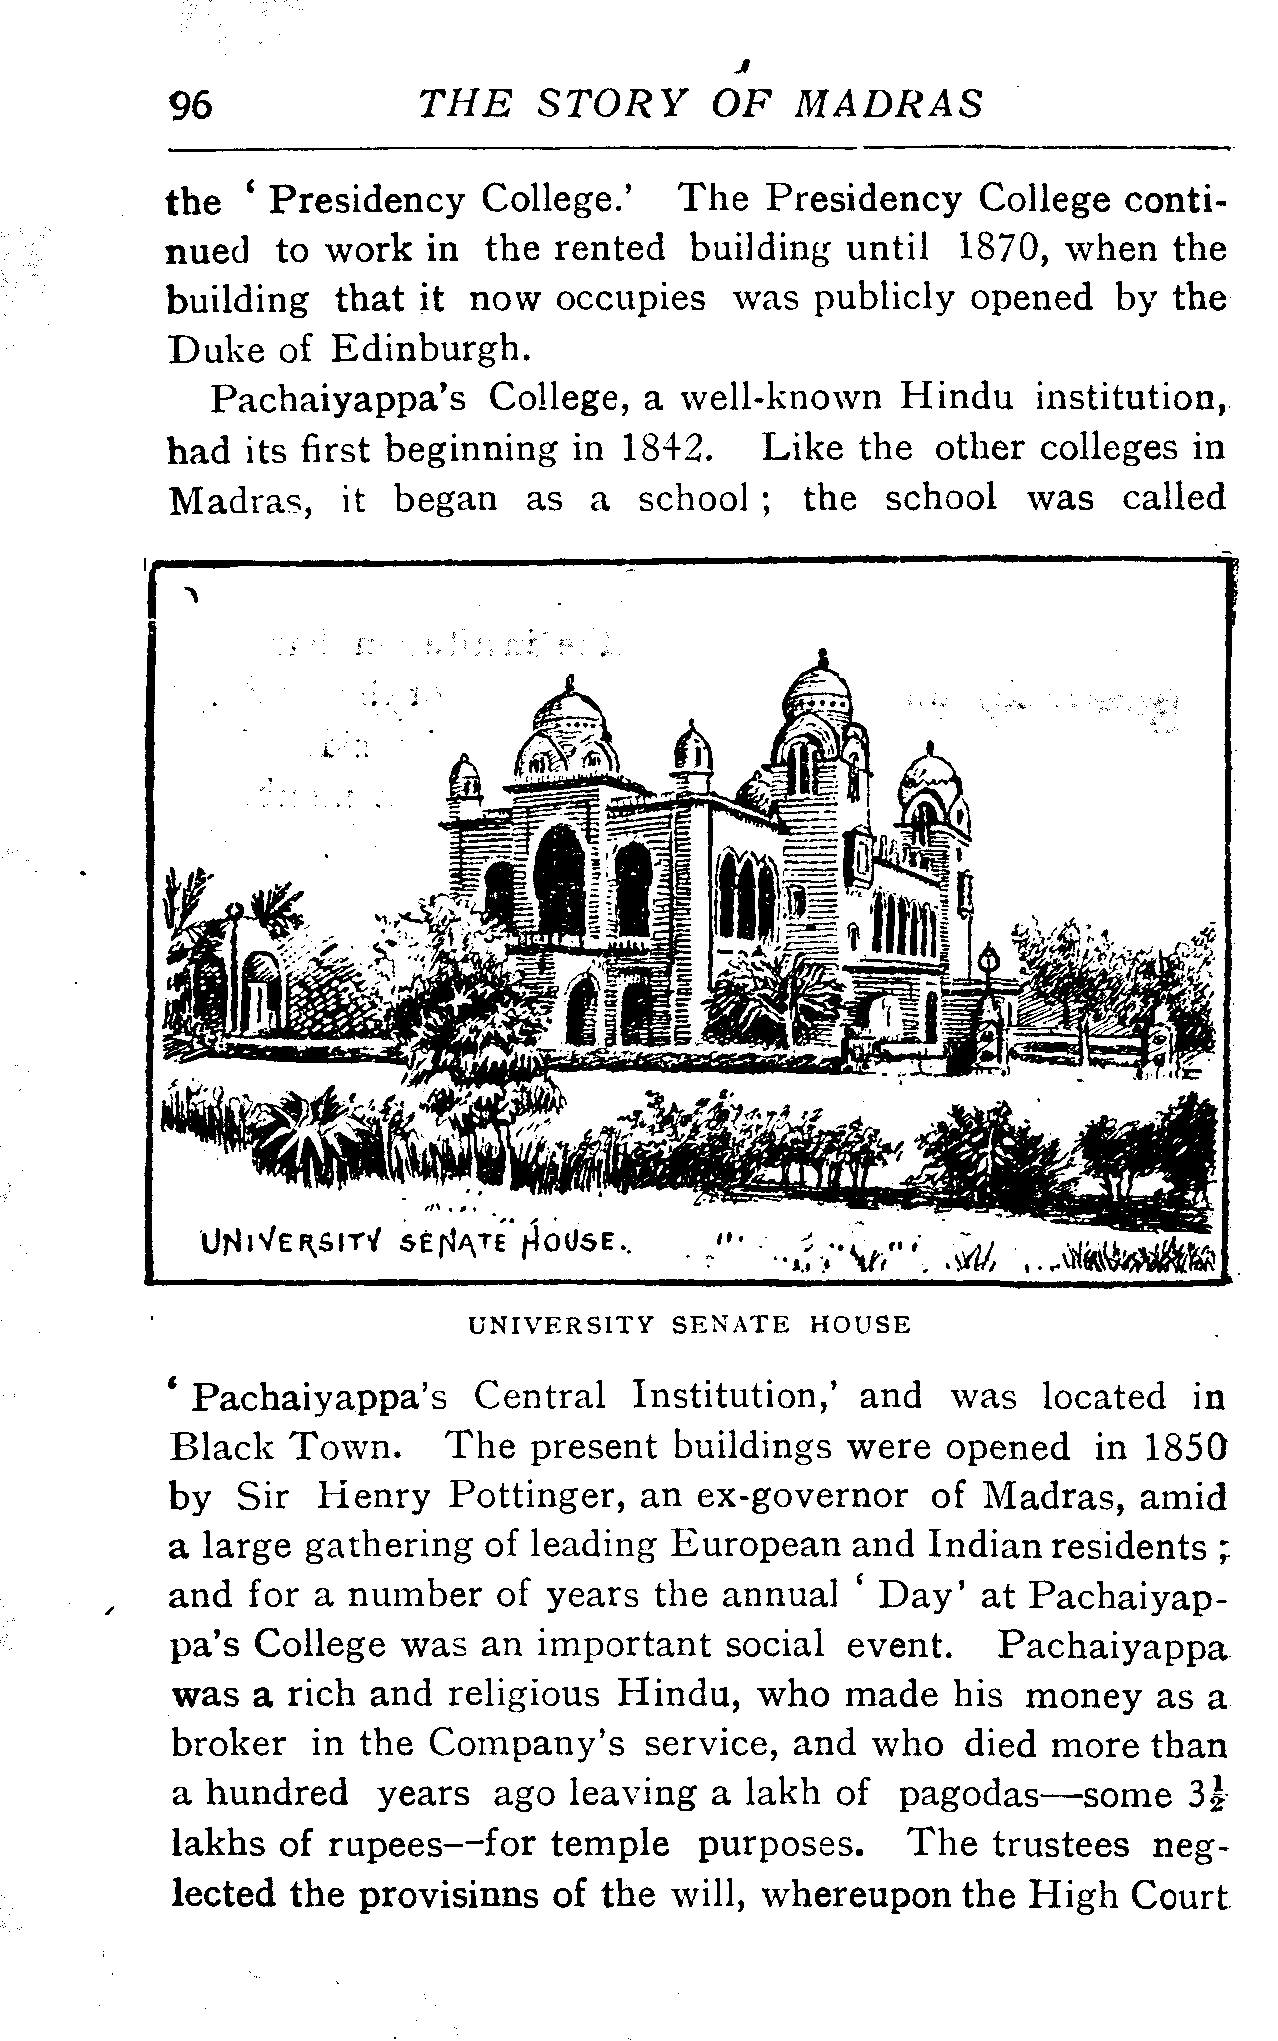 96 THE STORY OF MADRAS
the ‘ Presidency College.’ The Presidency College conti-
nued to work in the rented building until 1870, when the
building that it now occupies was publicly opened by the
Duke of Edinburgh.
Pachaiyappa’s College, a well-known Hindu institution,
had its first beginning in 1842. Like the other colleges in
Madras, it began as a school ; the school was called
UNIVERSITY SENATE HOUSE.
UNIVERSITY SENATE HOUSE
‘ Pachaiyappa’s Central Institution,’ and was located in
Black Town. The present buildings were opened in 1850
by Sir Henry Pottinger, an ex-governor of Madras, amid
a large gathering of leading European and Indian residents ;
and for a number of years the annual ‘ Day’ at Pachaiyap-
pa’s College was an important social event. Pachaiyappa
was a rich and religious Hindu, who made his money as a
broker in the Company’s service, and who died more than
a hundred years ago leaving a lakh of pagodas—some 3½
lakhs of rupees—for temple purposes. The trustees neg-
lected the provisinns of the will, whereupon the High Court